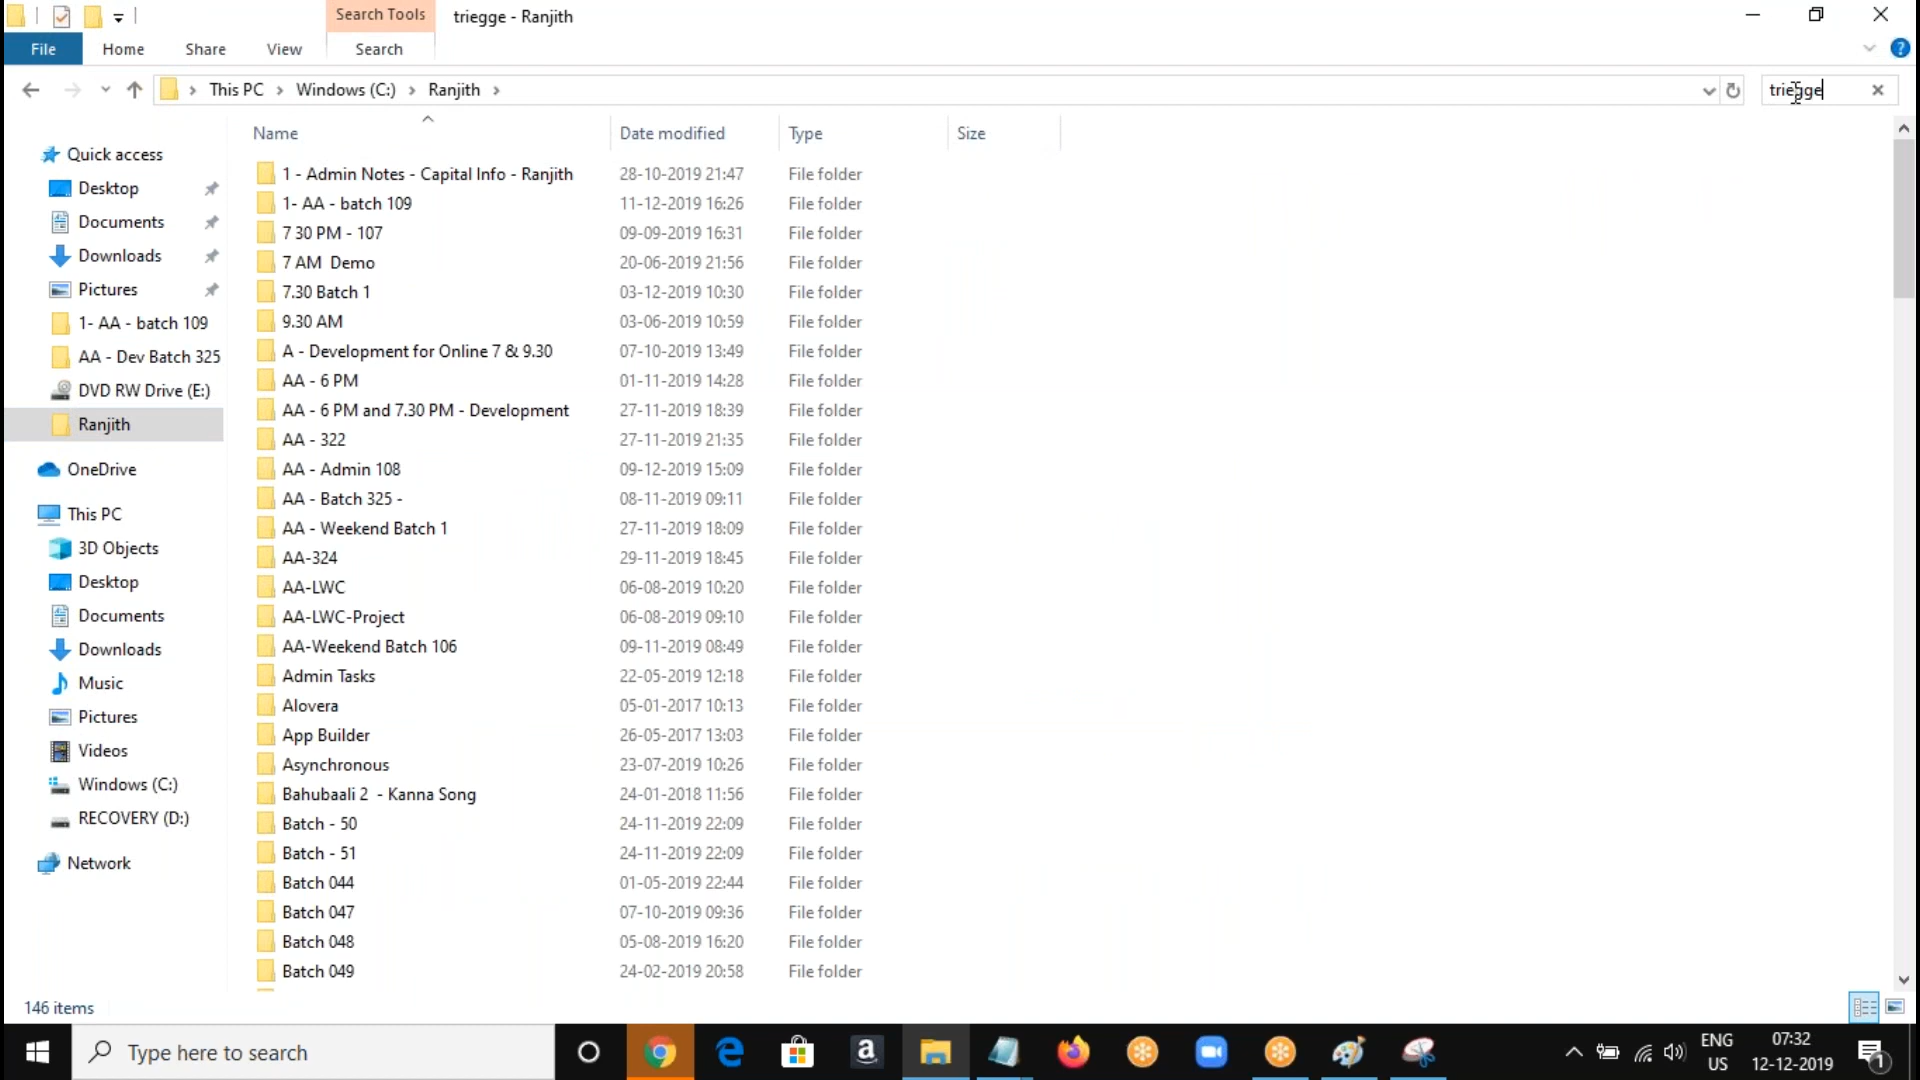 Search Tools
triegge - Ranjith
File
Home
Share
View
Search
This PC
Windows (C:)
Ranjith
triegge
Name
Date modified
Type
Size
Quick access
Desktop
Documents
Downloads
Pictures
1- AA - batch 109
AA - Dev Batch 325
DVD RW Drive (E:)
Ranjith
OneDrive
This PC
3D Objects
Desktop
Documents
Downloads
Music
Pictures
Videos
Windows (C:)
RECOVERY (D:)
Network
1 - Admin Notes - Capital Info - Ranjith 28-10-2019 21:47 File folder
1- AA - batch 109 11-12-2019 16:26 File folder
7 30 PM - 107 09-09-2019 16:31 File folder
7 AM  Demo 20-06-2019 21:56 File folder
7.30 Batch 1 03-12-2019 10:30 File folder
9.30 AM 03-06-2019 10:59 File folder
A - Development for Online 7 & 9.30 07-10-2019 13:49 File folder
AA - 6 PM 01-11-2019 14:28 File folder
AA - 6 PM and 7.30 PM - Development 27-11-2019 18:39 File folder
AA - 322 27-11-2019 21:35 File folder
AA - Admin 108 09-12-2019 15:09 File folder
AA - Batch 325 - 08-11-2019 09:11 File folder
AA - Weekend Batch 1 27-11-2019 18:09 File folder
AA-324 29-11-2019 18:45 File folder
AA-LWC 06-08-2019 10:20 File folder
AA-LWC-Project 06-08-2019 09:10 File folder
AA-Weekend Batch 106 09-11-2019 08:49 File folder
Admin Tasks 22-05-2019 12:18 File folder
Alovera 05-01-2017 10:13 File folder
App Builder 26-05-2017 13:03 File folder
Asynchronous 23-07-2019 10:26 File folder
Bahubaali 2  - Kanna Song 24-01-2018 11:56 File folder
Batch - 50 24-11-2019 22:09 File folder
Batch - 51 24-11-2019 22:09 File folder
Batch 044 01-05-2019 22:44 File folder
Batch 047 07-10-2019 09:36 File folder
Batch 048 05-08-2019 16:20 File folder
Batch 049 24-02-2019 20:58 File folder
146 items
Type here to search
ENG
US
07:32
12-12-2019
1